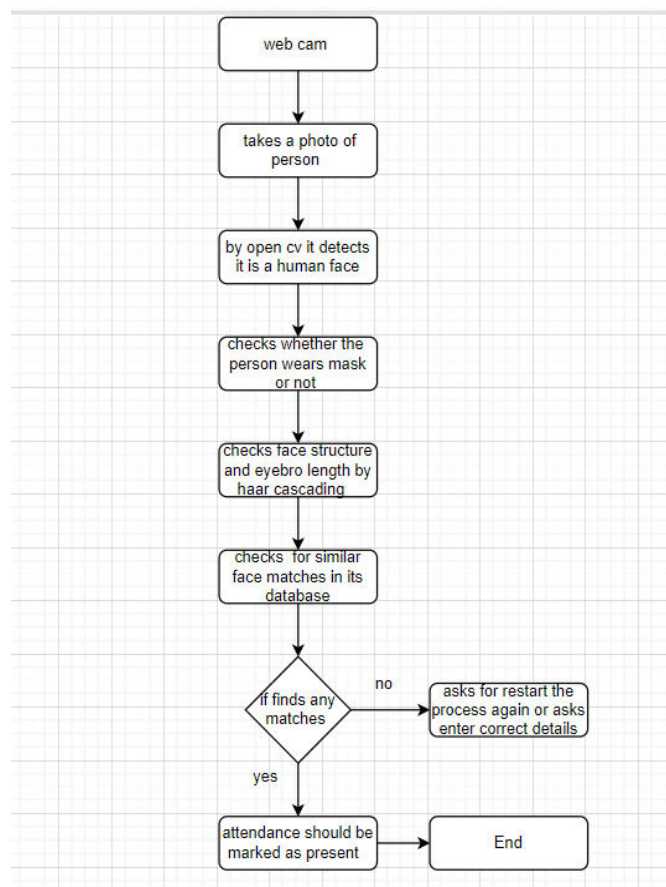 web cam
takes a photo of
person
by open cv it detects
it is a human face
checks whether the
person wears mask
or not
checks face structure
and eyebro length by
haar cascading
checks for similar
face matches in its
database
if finds any
matches
no
asks for restart the
process again or asks
enter correct details
yes
attendance should be
marked as present
End